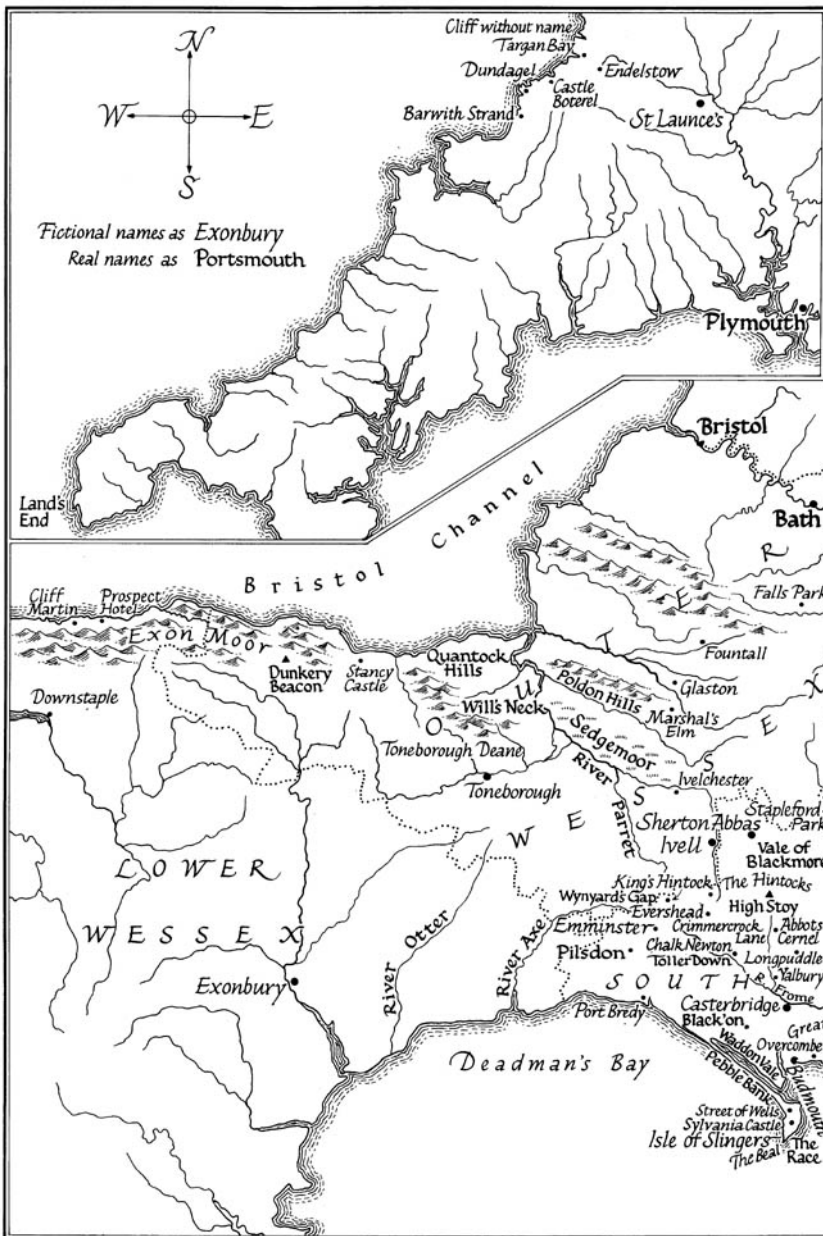 Cliff without name
Targan Bay
Dundagel
Endelstow
Castle
Boterel
Barwith Strand
St Launce's
N
W
E
S
Fictional names as Exonbury
Real names as Portsmouth
Plymouth
Land's
End
Bristol
Bath
Bristol Channel
Cliff
Martin
Prospect
Hotel
Exon Moor
Dunkery
Beacon
Stancy
Castle
Downstaple
Quantock
Hills
Will's Neck
Toneborough Deane
Toneborough
Falls Park
Fountall
Glaston
Poldon Hills
Marshal's
Elm
Sedgemoor
River
Parret
Ivelchester
OUTER
WESSEX
Stapleford
Park
Sherton Abbas
Ivell
Vale of
Blackmore
King's Hintock
The Hintocks
Wynyard's Gap
High Stoy
Evershead
Emminster
Crimmercrock
Lane
Abbots
Cernel
Pilsdon
Chalk Newton
Toller Down
Longpuddle
Yalbury
LOWER
WESSEX
Exonbury
River Otter
River Axe
SOUTH
R. Frome
Port Bredy
Casterbridge
Black'on
Great
Overcombe
Waddon Vale
Budmouth
Pebble Bank
Deadman's Bay
Street of Wells
Sylvania Castle
Isle of Slingers
The Beal
The
Race